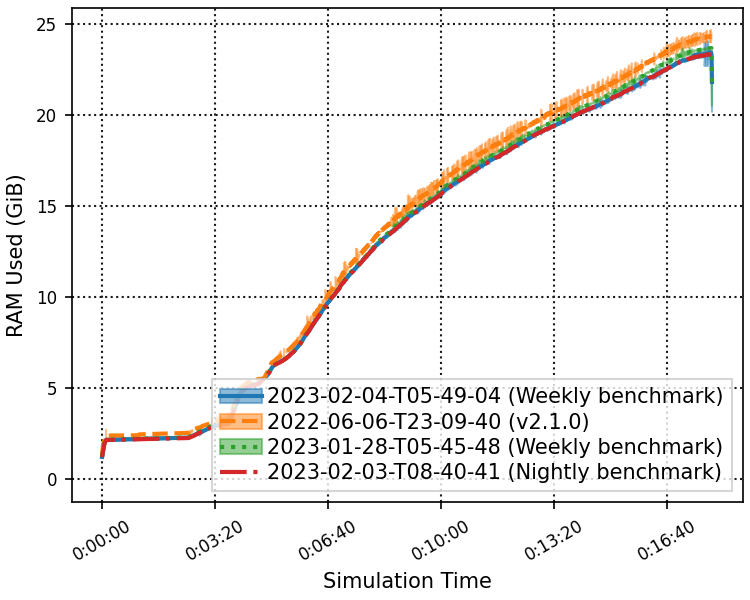 25
20
15
10
5
0
RAM Used (GiB)
2023-02-04-T05-49-04 (Weekly benchmark)
2022-06-06-T23-09-40 (v2.1.0)
2023-01-28-T05-45-48 (Weekly benchmark)
2023-02-03-T08-40-41 (Nightly benchmark)
0:00:00
0:03:20
0:06:40
0:10:00
0:13:20
0:16:40
Simulation Time